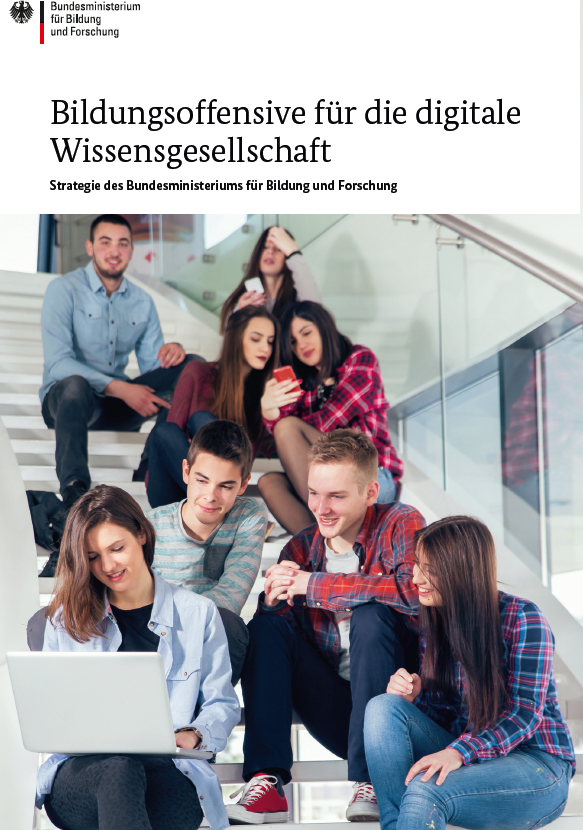 Bundesministerium
für Bildung
und Forschung
Bildungsoffensive für die digitale
Wissensgesellschaft
Strategie des Bundesministeriums für Bildung und Forschung